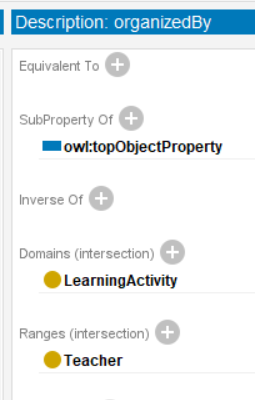 Description: organizedBy
Equivalent To
SubProperty Of
owl:topObjectProperty
Inverse Of
Domains (intersection)
LearningActivity
Ranges (intersection)
Teacher